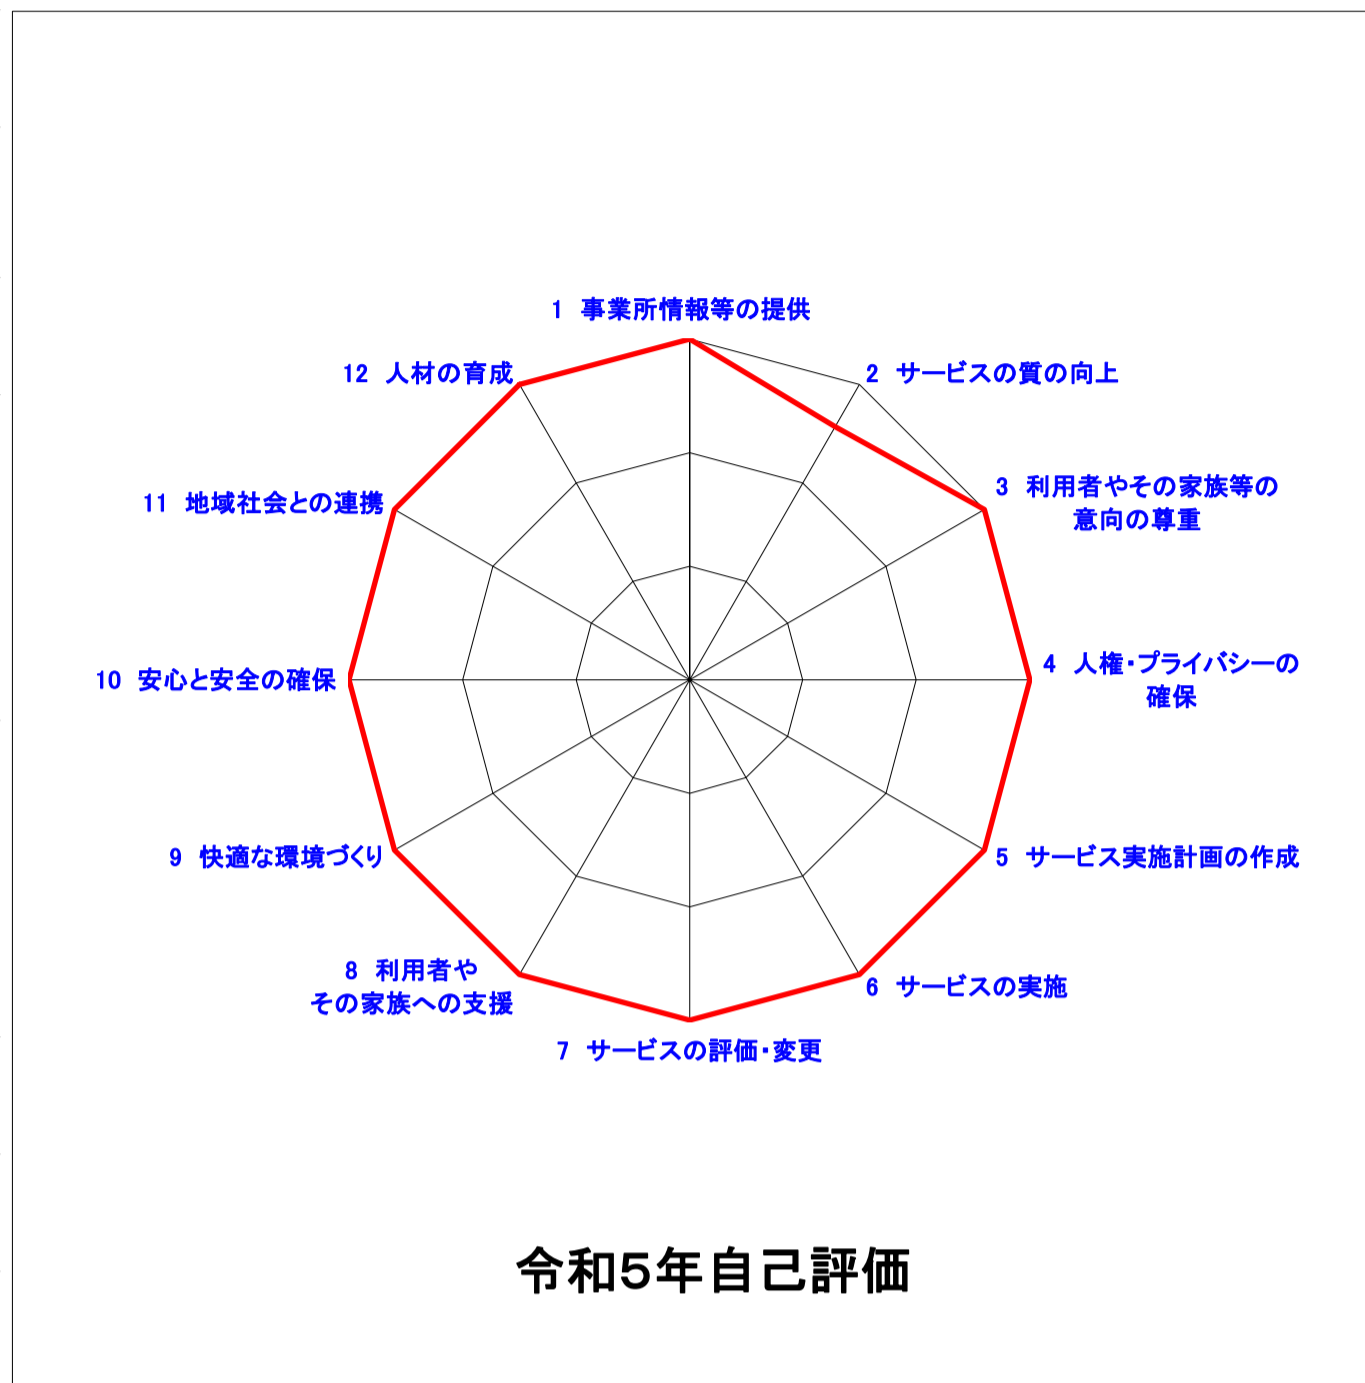 1 事業所情報等の提供
2 サービスの質の向上
3 利用者やその家族等の
意向の尊重
4 人権・プライバシーの
確保
5 サービス実施計画の作成
6 サービスの実施
7 サービスの評価・変更
8 利用者や
その家族への支援
9 快適な環境づくり
10 安心と安全の確保
11 地域社会との連携
12 人材の育成
令和5年自己評価